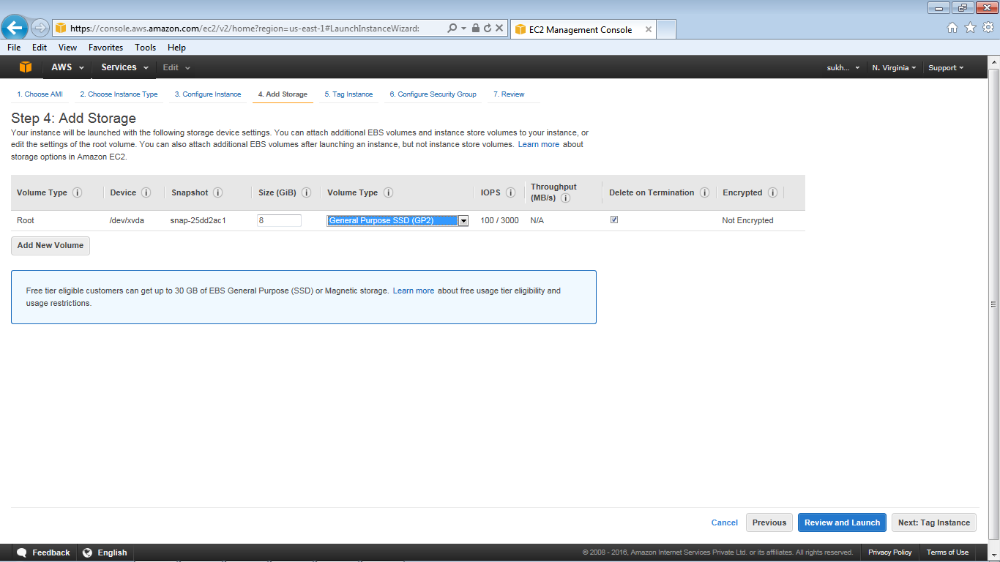 https://console.aws.amazon.com/ec2/v2/home?region=us-east-1#LaunchInstanceWizard:
EC2 Management Console
File Edit View Favorites Tools Help
AWS Services Edit sukh... N. Virginia Support
1. Choose AMI 2. Choose Instance Type 3. Configure Instance 4. Add Storage 5. Tag Instance 6. Configure Security Group 7. Review
Step 4: Add Storage
Your instance will be launched with the following storage device settings. You can attach additional EBS volumes and instance store volumes to your instance, or
edit the settings of the root volume. You can also attach additional EBS volumes after launching an instance, but not instance store volumes. Learn more about
storage options in Amazon EC2.
Volume Type Device Snapshot Size (GiB) Volume Type IOPS Throughput (MB/s) Delete on Termination Encrypted
Root /dev/xvda snap-25dd2ac1 8 General Purpose SSD (GP2) 100 / 3000 N/A Not Encrypted
Add New Volume
Free tier eligible customers can get up to 30 GB of EBS General Purpose (SSD) or Magnetic storage. Learn more about free usage tier eligibility and
usage restrictions.
Cancel Previous Review and Launch Next: Tag Instance
Feedback English © 2008 - 2016, Amazon Internet Services Private Ltd. or its affiliates. All rights reserved. Privacy Policy Terms of Use